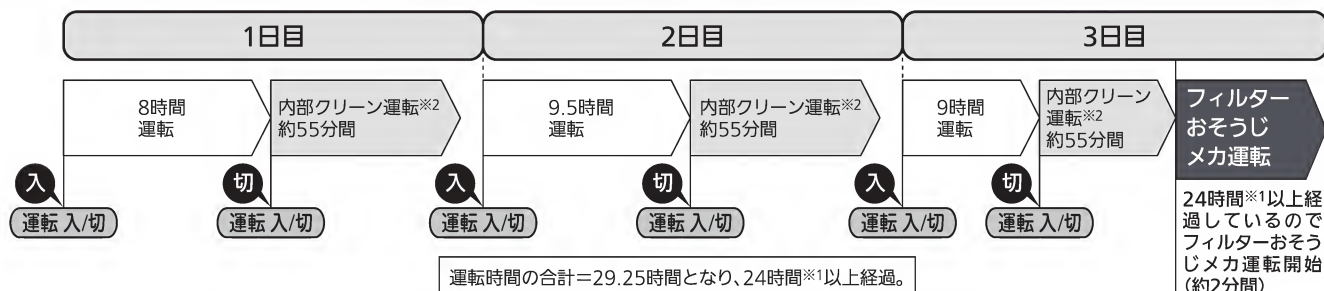 1日目
2日目
3日目
8時間
運転
内部クリーン運転※2
約55分間
9.5時間
運転
内部クリーン運転※2
約55分間
9時間
運転
内部クリーン
運転※2
約55分間
フィルター
おそうじ
メカ運転
入
運転 入/切
切
運転 入/切
入
運転 入/切
切
運転 入/切
入
運転 入/切
切
運転 入/切
24時間※1以上経
過しているので
フィルターおそう
じメカ運転開始
(約2分間)
運転時間の合計=29.25時間となり、24時間※1以上経過。